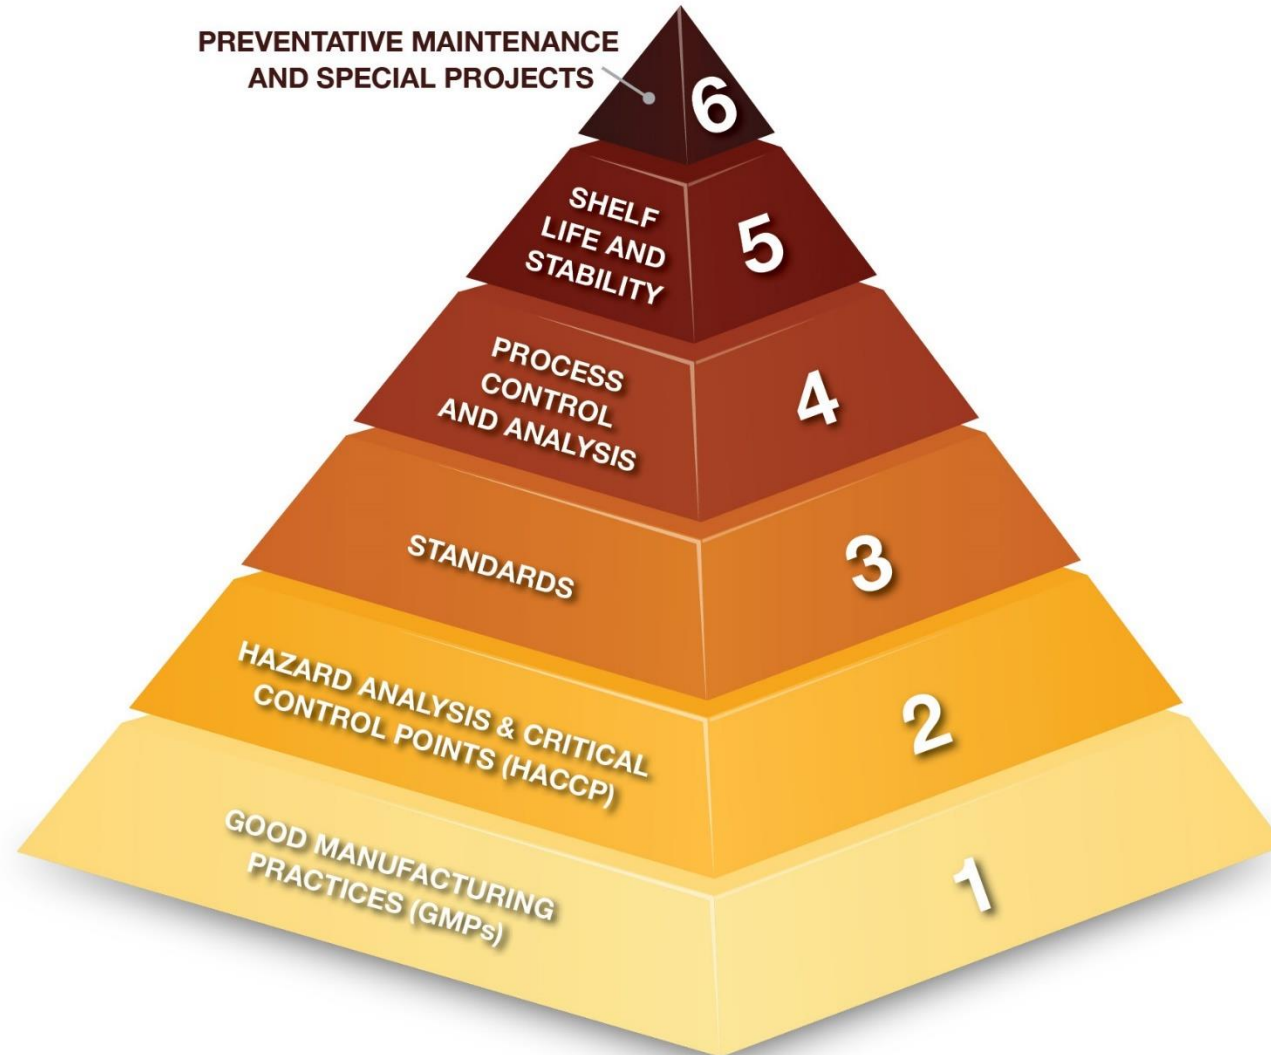 PREVENTATIVE MAINTENANCE
AND SPECIAL PROJECTS
6
SHELF
LIFE AND
STABILITY
5
PROCESS
CONTROL
AND ANALYSIS
4
STANDARDS
3
HAZARD ANALYSIS & CRITICAL
CONTROL POINTS (HACCP)
2
GOOD MANUFACTURING
PRACTICES (GMPs)
1